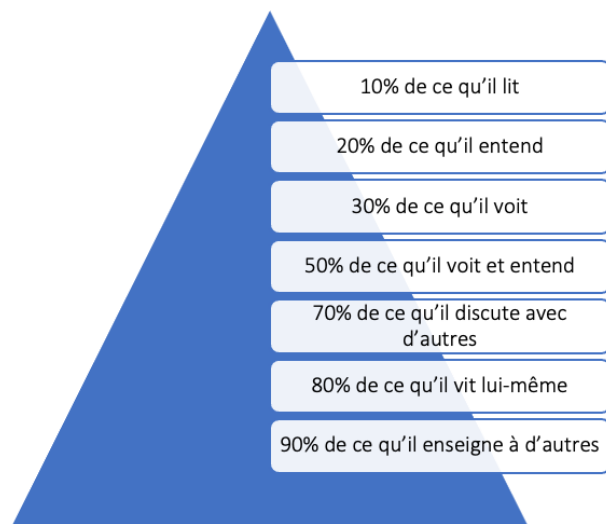 10% de ce qu’il lit
20% de ce qu’il entend
30% de ce qu’il voit
50% de ce qu’il voit et entend
70% de ce qu’il discute avec
d’autres
80% de ce qu’il vit lui-même
90% de ce qu’il enseigne à d’autres